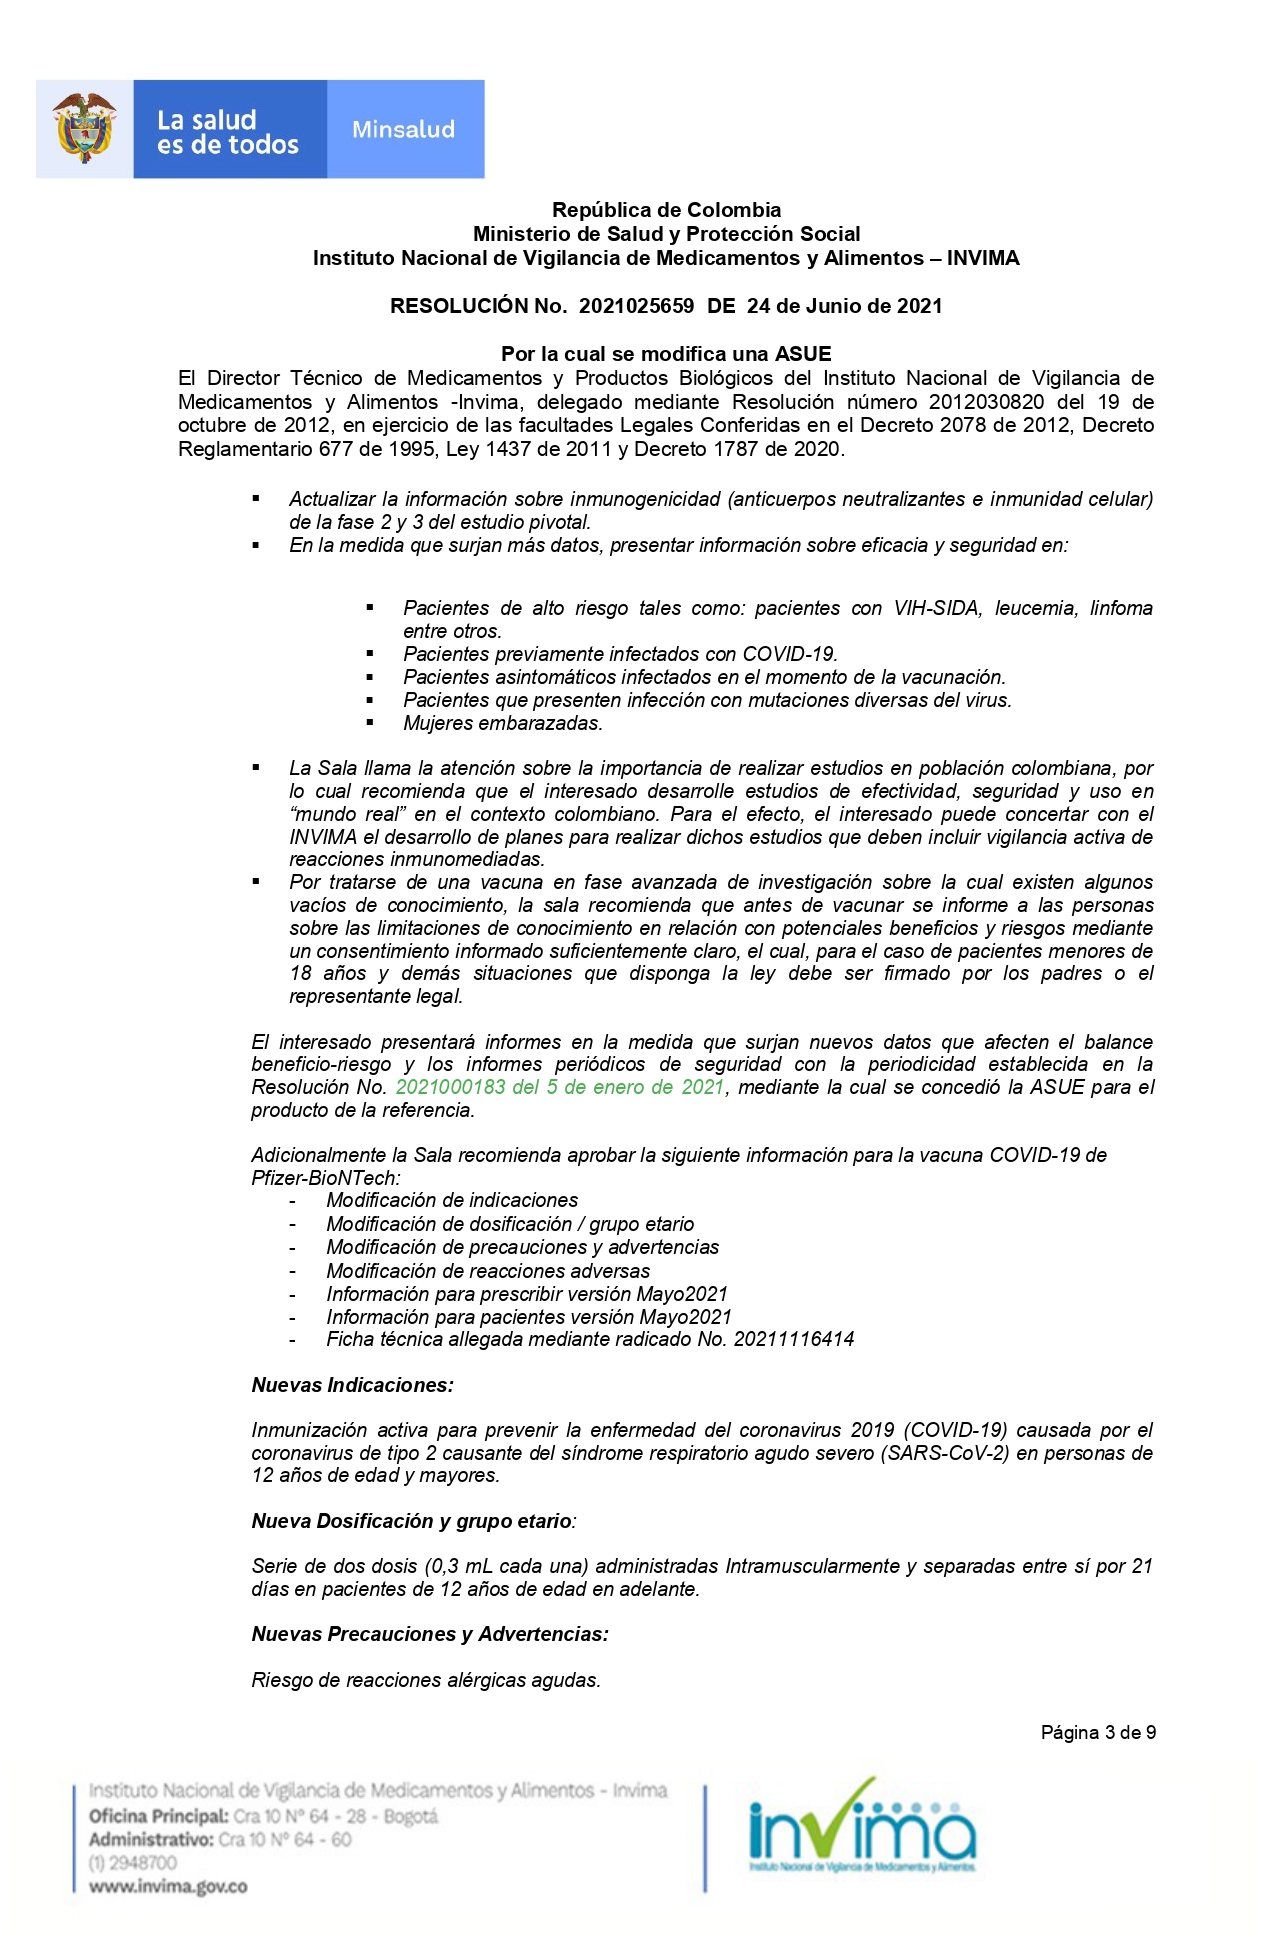 La salud
es de todos
Minsalud
República de Colombia
Ministerio de Salud y Protección Social
Instituto Nacional de Vigilancia de Medicamentos y Alimentos – INVIMA
RESOLUCIÓN No. 2021025659 DE 24 de Junio de 2021
Por la cual se modifica una ASUE
El Director Técnico de Medicamentos y Productos Biológicos del Instituto Nacional de Vigilancia de
Medicamentos y Alimentos -Invima, delegado mediante Resolución número 2012030820 del 19 de
octubre de 2012, en ejercicio de las facultades Legales Conferidas en el Decreto 2078 de 2012, Decreto
Reglamentario 677 de 1995, Ley 1437 de 2011 y Decreto 1787 de 2020.
▪ Actualizar la información sobre inmunogenicidad (anticuerpos neutralizantes e inmunidad celular)
de la fase 2 y 3 del estudio pivotal.
▪ En la medida que surjan más datos, presentar información sobre eficacia y seguridad en:
▪ Pacientes de alto riesgo tales como: pacientes con VIH-SIDA, leucemia, linfoma
entre otros.
▪ Pacientes previamente infectados con COVID-19.
▪ Pacientes asintomáticos infectados en el momento de la vacunación.
▪ Pacientes que presenten infección con mutaciones diversas del virus.
▪ Mujeres embarazadas.
▪ La Sala llama la atención sobre la importancia de realizar estudios en población colombiana, por
lo cual recomienda que el interesado desarrolle estudios de efectividad, seguridad y uso en
“mundo real” en el contexto colombiano. Para el efecto, el interesado puede concertar con el
INVIMA el desarrollo de planes para realizar dichos estudios que deben incluir vigilancia activa de
reacciones inmunomediadas.
▪ Por tratarse de una vacuna en fase avanzada de investigación sobre la cual existen algunos
vacíos de conocimiento, la sala recomienda que antes de vacunar se informe a las personas
sobre las limitaciones de conocimiento en relación con potenciales beneficios y riesgos mediante
un consentimiento informado suficientemente claro, el cual, para el caso de pacientes menores de
18 años y demás situaciones que disponga la ley debe ser firmado por los padres o el
representante legal.
El interesado presentará informes en la medida que surjan nuevos datos que afecten el balance
beneficio-riesgo y los informes periódicos de seguridad con la periodicidad establecida en la
Resolución No. 2021000183 del 5 de enero de 2021, mediante la cual se concedió la ASUE para el
producto de la referencia.
Adicionalmente la Sala recomienda aprobar la siguiente información para la vacuna COVID-19 de
Pfizer-BioNTech:
- Modificación de indicaciones
- Modificación de dosificación / grupo etario
- Modificación de precauciones y advertencias
- Modificación de reacciones adversas
- Información para prescribir versión Mayo2021
- Información para pacientes versión Mayo2021
- Ficha técnica allegada mediante radicado No. 20211116414
Nuevas Indicaciones:
Inmunización activa para prevenir la enfermedad del coronavirus 2019 (COVID-19) causada por el
coronavirus de tipo 2 causante del síndrome respiratorio agudo severo (SARS-CoV-2) en personas de
12 años de edad y mayores.
Nueva Dosificación y grupo etario:
Serie de dos dosis (0,3 mL cada una) administradas Intramuscularmente y separadas entre sí por 21
días en pacientes de 12 años de edad en adelante.
Nuevas Precauciones y Advertencias:
Riesgo de reacciones alérgicas agudas.
Página 3 de 9
Instituto Nacional de Vigilancia de Medicamentos y Alimentos - Invima
Oficina Principal: Cra 10 N° 64 - 28 - Bogotá
Administrativo: Cra 10 N° 64 - 60
(1) 2948700
www.invima.gov.co
invima
Instituto Nacional de Vigilancia de Medicamentos y Alimentos.